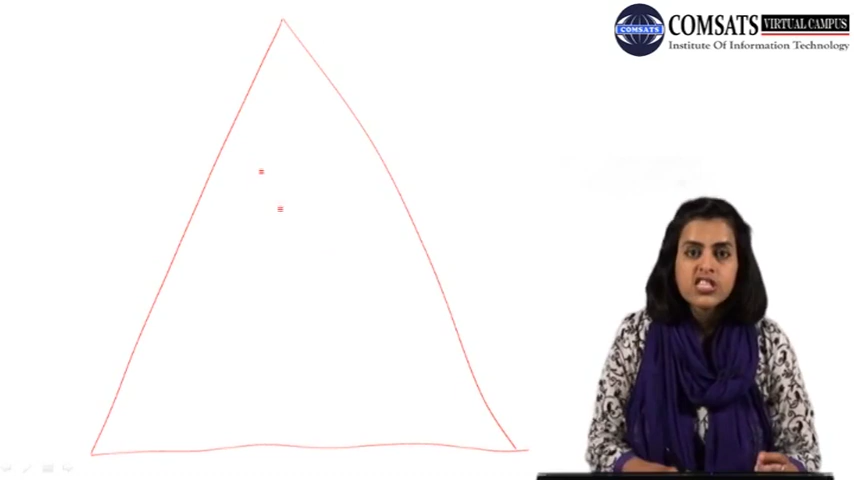 COMSATS
COMSATS VIRTUAL CAMPUS
Institute Of Information Technology